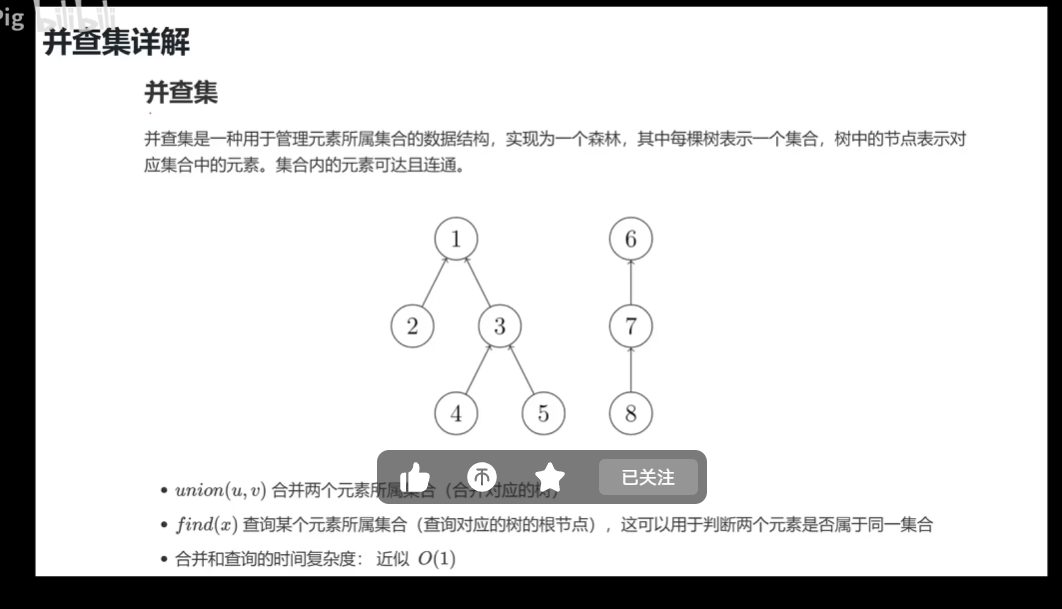 Pig bilibili
并查集详解
并查集
并查集是一种用于管理元素所属集合的数据结构，实现为一个森林，其中每棵树表示一个集合，树中的节点表示对
应集合中的元素。集合内的元素可达且连通。
1 6
2 3 7
4 5 8
已关注
• union(u, v) 合并两个元素所属集合（合并对应的树）
• find(x) 查询某个元素所属集合（查询对应的树的根节点），这可以用于判断两个元素是否属于同一集合
• 合并和查询的时间复杂度： 近似 O(1)